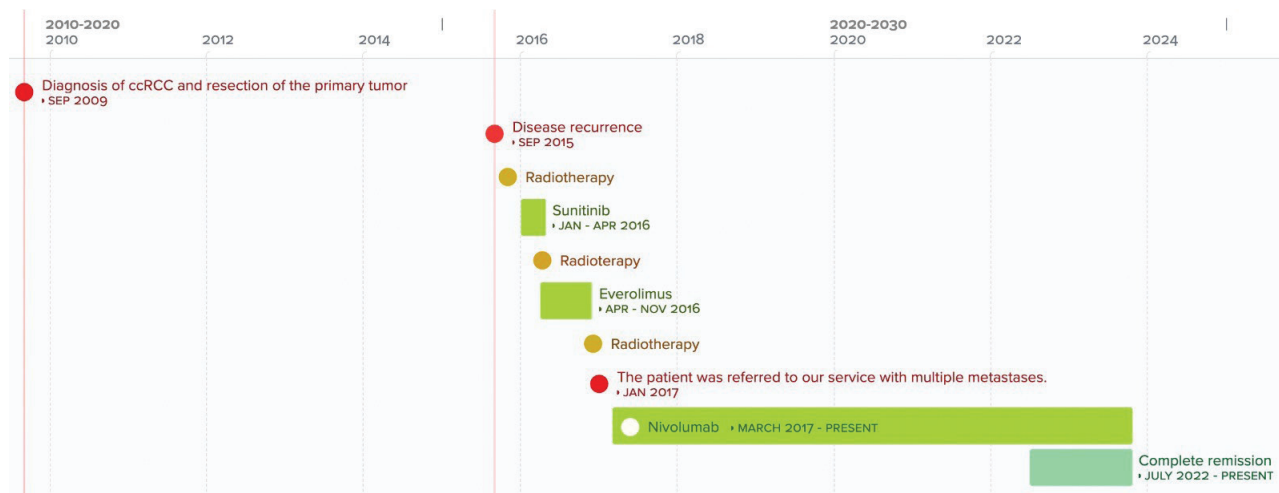 2010-2020 2020-2030
2010 2012 2014 2016 2018 2020 2022 2024
Diagnosis of ccRCC and resection of the primary tumor
SEP 2009
Disease recurrence
SEP 2015
Radiotherapy
Sunitinib
JAN - APR 2016
Radioterapy
Everolimus
APR - NOV 2016
Radiotherapy
The patient was referred to our service with multiple metastases.
JAN 2017
Nivolumab MARCH 2017 - PRESENT
Complete remission
JULY 2022 - PRESENT